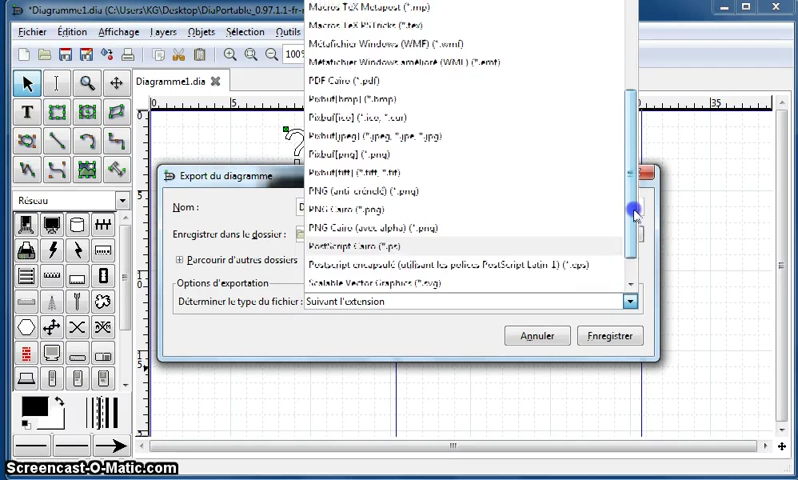 *Diagramme1.dia (C:\Users\KG\Desktop\DiaPortable_0.97.1.1-fr-r
Macros TeX Metapost (*.mp)
Macros TeX PSTricks (*.tex)
Fichier Édition Affichage Layers Objets Sélection Outils
Métafichier Windows (WMF) (*.wmf)
100%
Métafichier Windows amélioré (WMF) (*.emf)
Diagramme1.dia
PDF Cairo (*.pdf)
Pixbuf[bmp] (*.bmp)
0 5 35
Pixbuf[ico] (*.ico, *.cur)
Pixbuf[jpeg] (*.jpeg, *.jpe, *.jpg)
Pixbuf[png] (*.png)
Export du diagramme
Pixbuf[tiff] (*.tiff, *.tif)
PNG (anti-crénelé) (*.png)
Réseau
Nom : D
PNG Cairo (*.png)
PNG Cairo (avec alpha) (*.png)
Enregistrer dans le dossier :
PostScript Cairo (*.ps)
Parcourir d'autres dossiers
Postscript encapsulé (utilisant les polices PostScript Latin-1) (*.eps)
Options d'exportation
Scalable Vector Graphics (*.svg)
Déterminer le type du fichier : Suivant l'extension
Annuler Enregistrer
Screencast-O-Matic.com